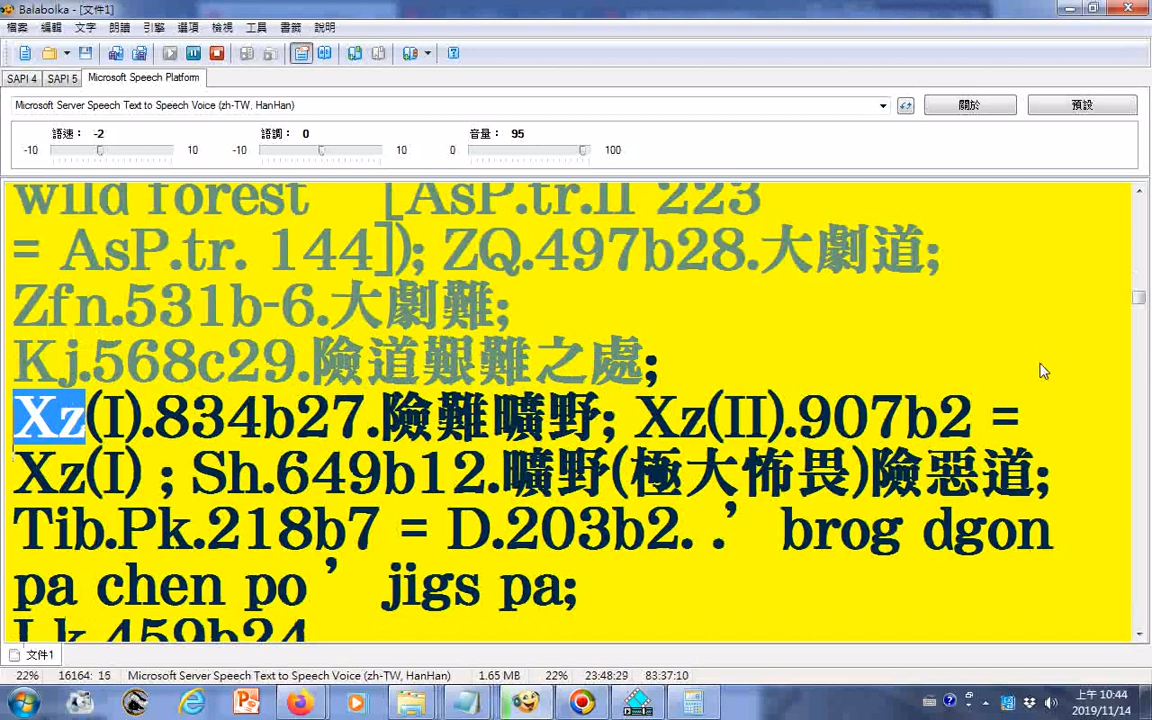 Balabolka - [文件1]
檔案 編輯 文字 朗讀 引擎 選項 檢視 工具 書籤 說明
SAPI 4 SAPI 5 Microsoft Speech Platform
Microsoft Server Speech Text to Speech Voice (zh-TW, HanHan) 關於 預設
語速： -2 語調： 0 音量： 95
-10 10 -10 10 0 100
wild forest [AsP.tr.II 223
= AsP.tr. 144]); ZQ.497b28.大劇道;
Zfn.531b-6.大劇難;
Kj.568c29.險道艱難之處;
Xz(I).834b27.險難曠野; Xz(II).907b2 =
Xz(I) ; Sh.649b12.曠野(極大怖畏)險惡道;
Tib.Pk.218b7 = D.203b2. .’ brog dgon
pa chen po ’ jigs pa;
Lk.459b24
文件1
22% 16164: 15 Microsoft Server Speech Text to Speech Voice (zh-TW, HanHan) 1.65 MB 22% 23:48:29 83:37:10
上午 10:44
2019/11/14